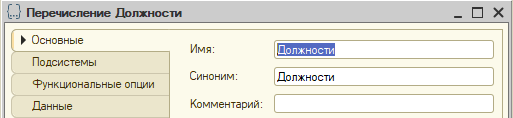 Перечисление Должности
Основные
Подсистемы
Функциональные опции
Данные
Имя: Должности
Синоним: Должности
Комментарий: